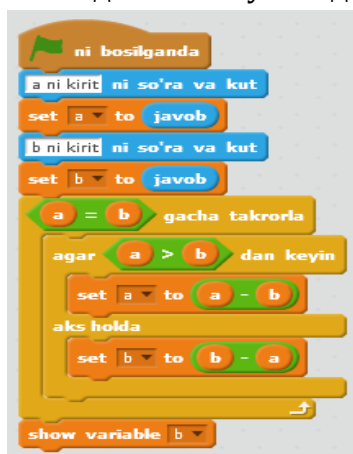 ni bosilganda
a ni kirit ni so'ra va kut
set a to javob
b ni kirit ni so'ra va kut
set b to javob
a = b gacha takrorla
agar a > b dan keyin
set a to a - b
aks holda
set b to b - a
show variable b